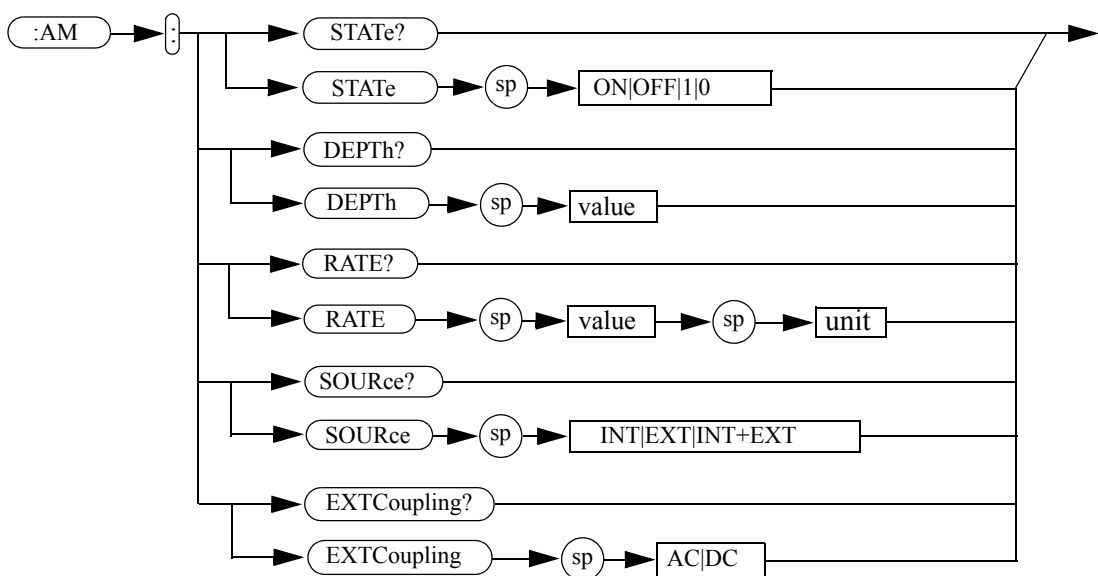 :AM : STATe?
STATe sp ON|OFF|1|0
DEPTh?
DEPTh sp value
RATE?
RATE sp value sp unit
SOURce?
SOURce sp INT|EXT|INT+EXT
EXTCoupling?
EXTCoupling sp AC|DC